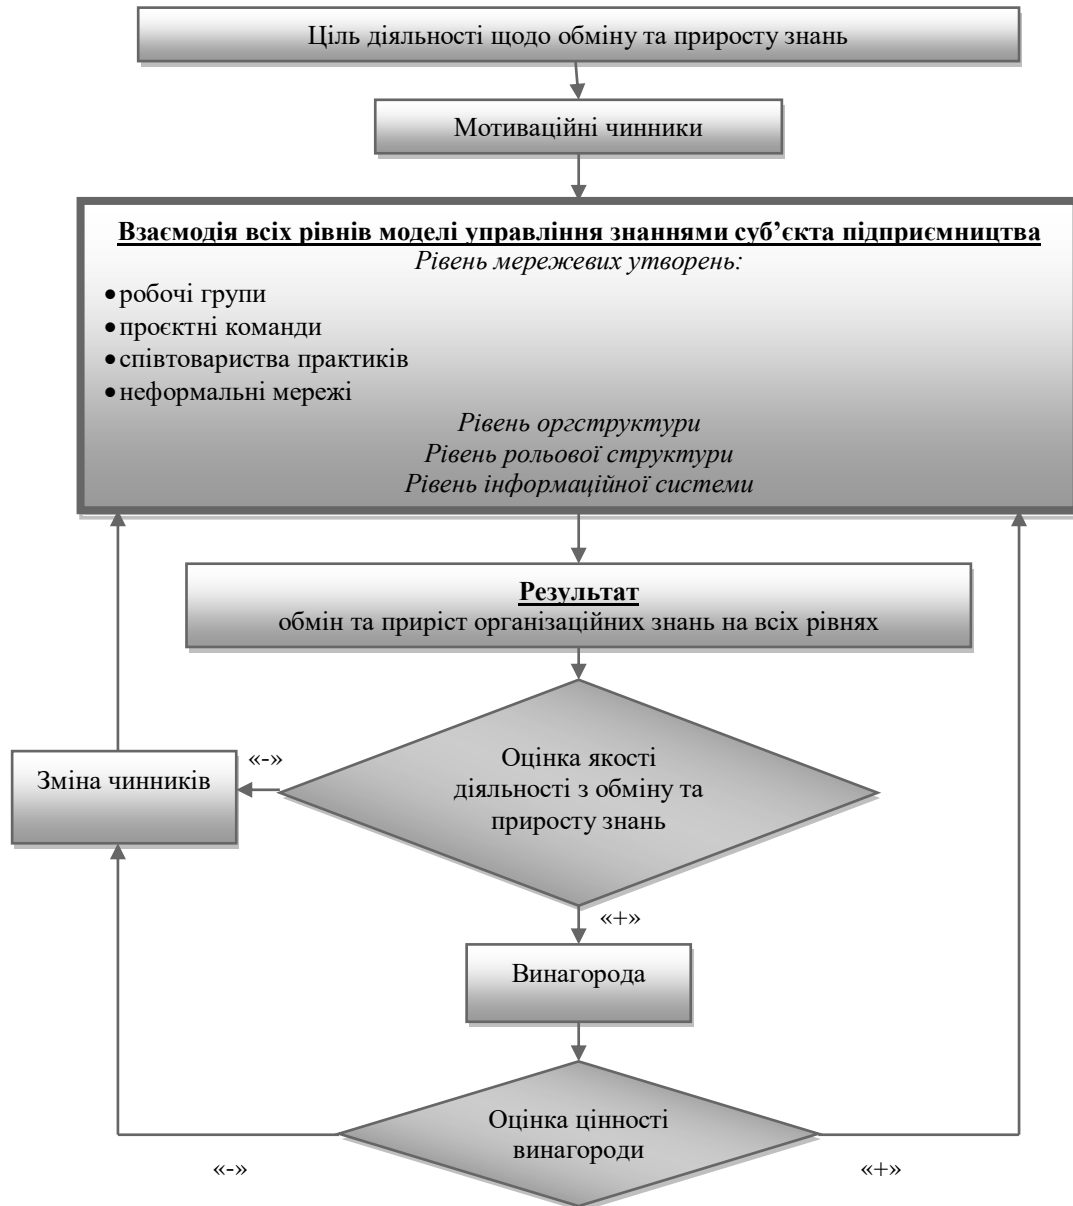 Ціль діяльності щодо обміну та приросту знань
Мотиваційні чинники
Взаємодія всіх рівнів моделі управління знаннями суб’єкта підприємництва
Рівень мережевих утворень:
•робочі групи
•проєктні команди
•співтовариства практиків
•неформальні мережі
Рівень оргструктури
Рівень рольової структури
Рівень інформаційної системи
Результат
обмін та приріст організаційних знань на всіх рівнях
Оцінка якості
діяльності з обміну та
приросту знань
«-»
Зміна чинників
«+»
Винагорода
Оцінка цінності
винагороди
«-»
«+»